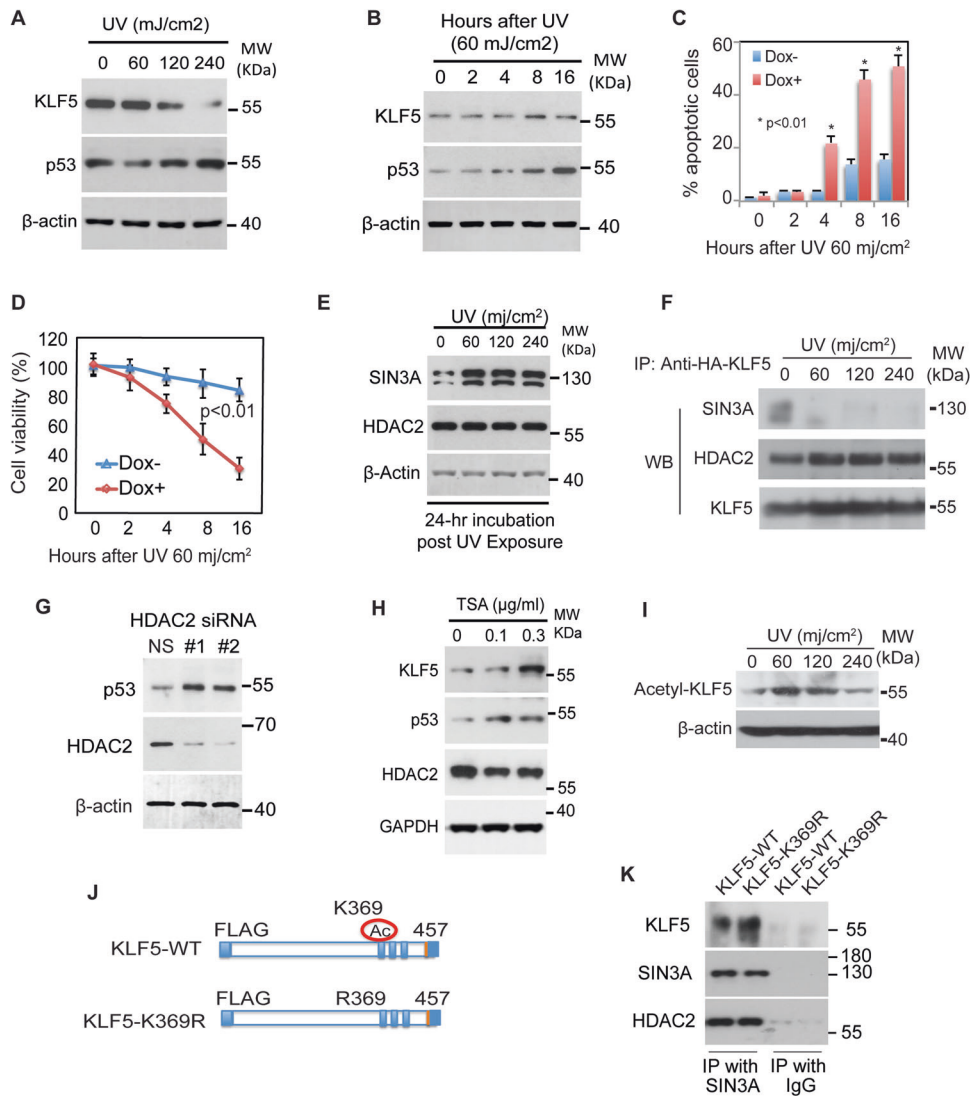 A
UV (mJ/cm2)
0 60 120 240
MW
(KDa)
KLF5
55
p53
55
β-actin
40
B
Hours after UV
(60 mJ/cm2)
0 2 4 8 16
MW
(KDa)
KLF5
55
p53
55
β-actin
40
C
% apoptotic cells
60
40
20
0
Dox-
Dox+
* p<0.01
* * *
0 2 4 8 16
Hours after UV 60 mj/cm²
D
Cell viability (%)
120
100
80
60
40
20
0
p<0.01
Dox-
Dox+
0 2 4 8 16
Hours after UV 60 mj/cm²
E
UV (mj/cm²)
0 60 120 240
MW
(KDa)
SIN3A
130
HDAC2
55
β-Actin
40
24-hr incubation
post UV Exposure
F
UV (mj/cm²)
IP: Anti-HA-KLF5
0 60 120 240
MW
(kDa)
SIN3A
130
WB
HDAC2
55
KLF5
55
G
HDAC2 siRNA
NS #1 #2
p53
55
70
HDAC2
β-actin
40
H
TSA (µg/ml)
0 0.1 0.3
MW
KDa
KLF5
55
p53
55
HDAC2
55
40
GAPDH
I
UV (mj/cm²)
0 60 120 240
MW
(kDa)
Acetyl-KLF5
55
β-actin
40
J
K369
FLAG Ac 457
KLF5-WT
FLAG R369 457
KLF5-K369R
K
KLF5-WT
KLF5-K369R
KLF5-WT
KLF5-K369R
KLF5
55
180
SIN3A
130
HDAC2
55
IP with
SIN3A
IP with
IgG